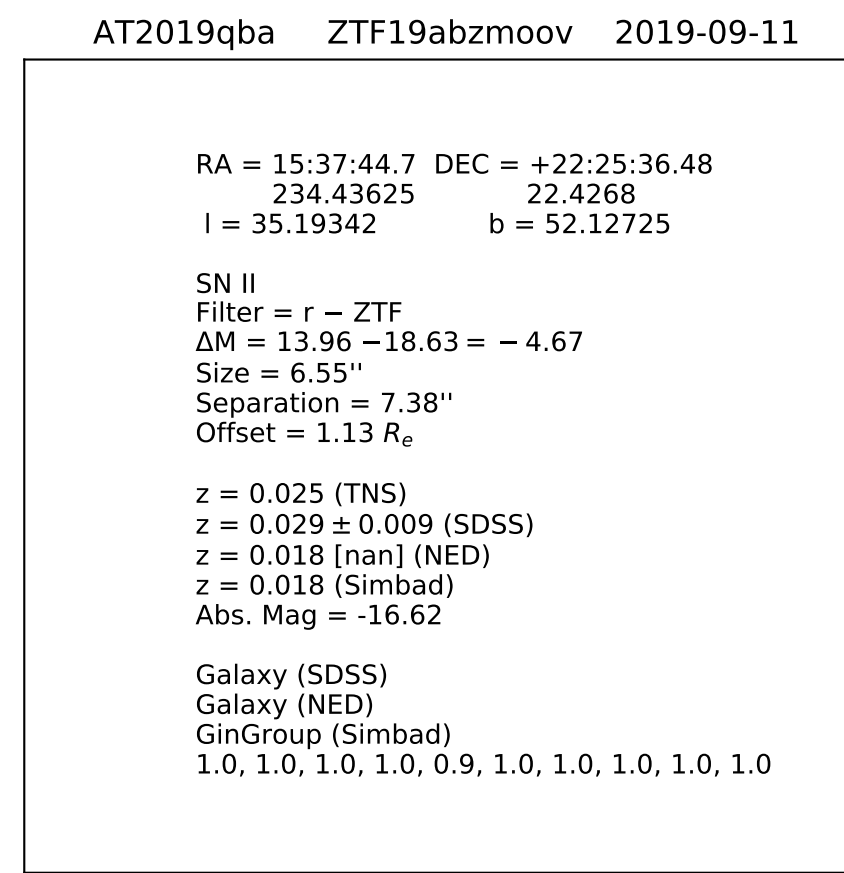 AT2019qba ZTF19abzmoov 2019-09-11
RA = 15:37:44.7 DEC = +22:25:36.48
234.43625 22.4268
l = 35.19342 b = 52.12725
SN II
Filter = r − ZTF
ΔM = 13.96 −18.63 = − 4.67
Size = 6.55''
Separation = 7.38''
Offset = 1.13 Rₑ
z = 0.025 (TNS)
z = 0.029 ± 0.009 (SDSS)
z = 0.018 [nan] (NED)
z = 0.018 (Simbad)
Abs. Mag = -16.62
Galaxy (SDSS)
Galaxy (NED)
GinGroup (Simbad)
1.0, 1.0, 1.0, 1.0, 0.9, 1.0, 1.0, 1.0, 1.0, 1.0